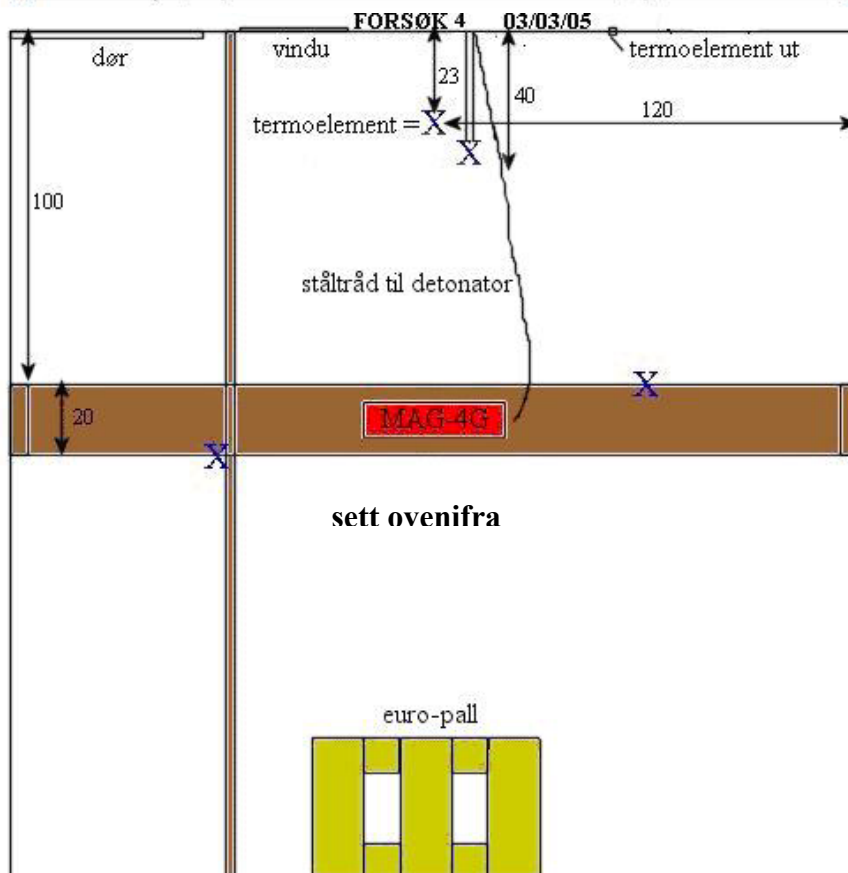 FORSØK 4 03/03/05
dør
vindu
termoelement ut
23
40
120
termoelement = X
X
100
ståltråd til detonator
X
20
MAG-4G
X
sett ovenifra
euro-pall